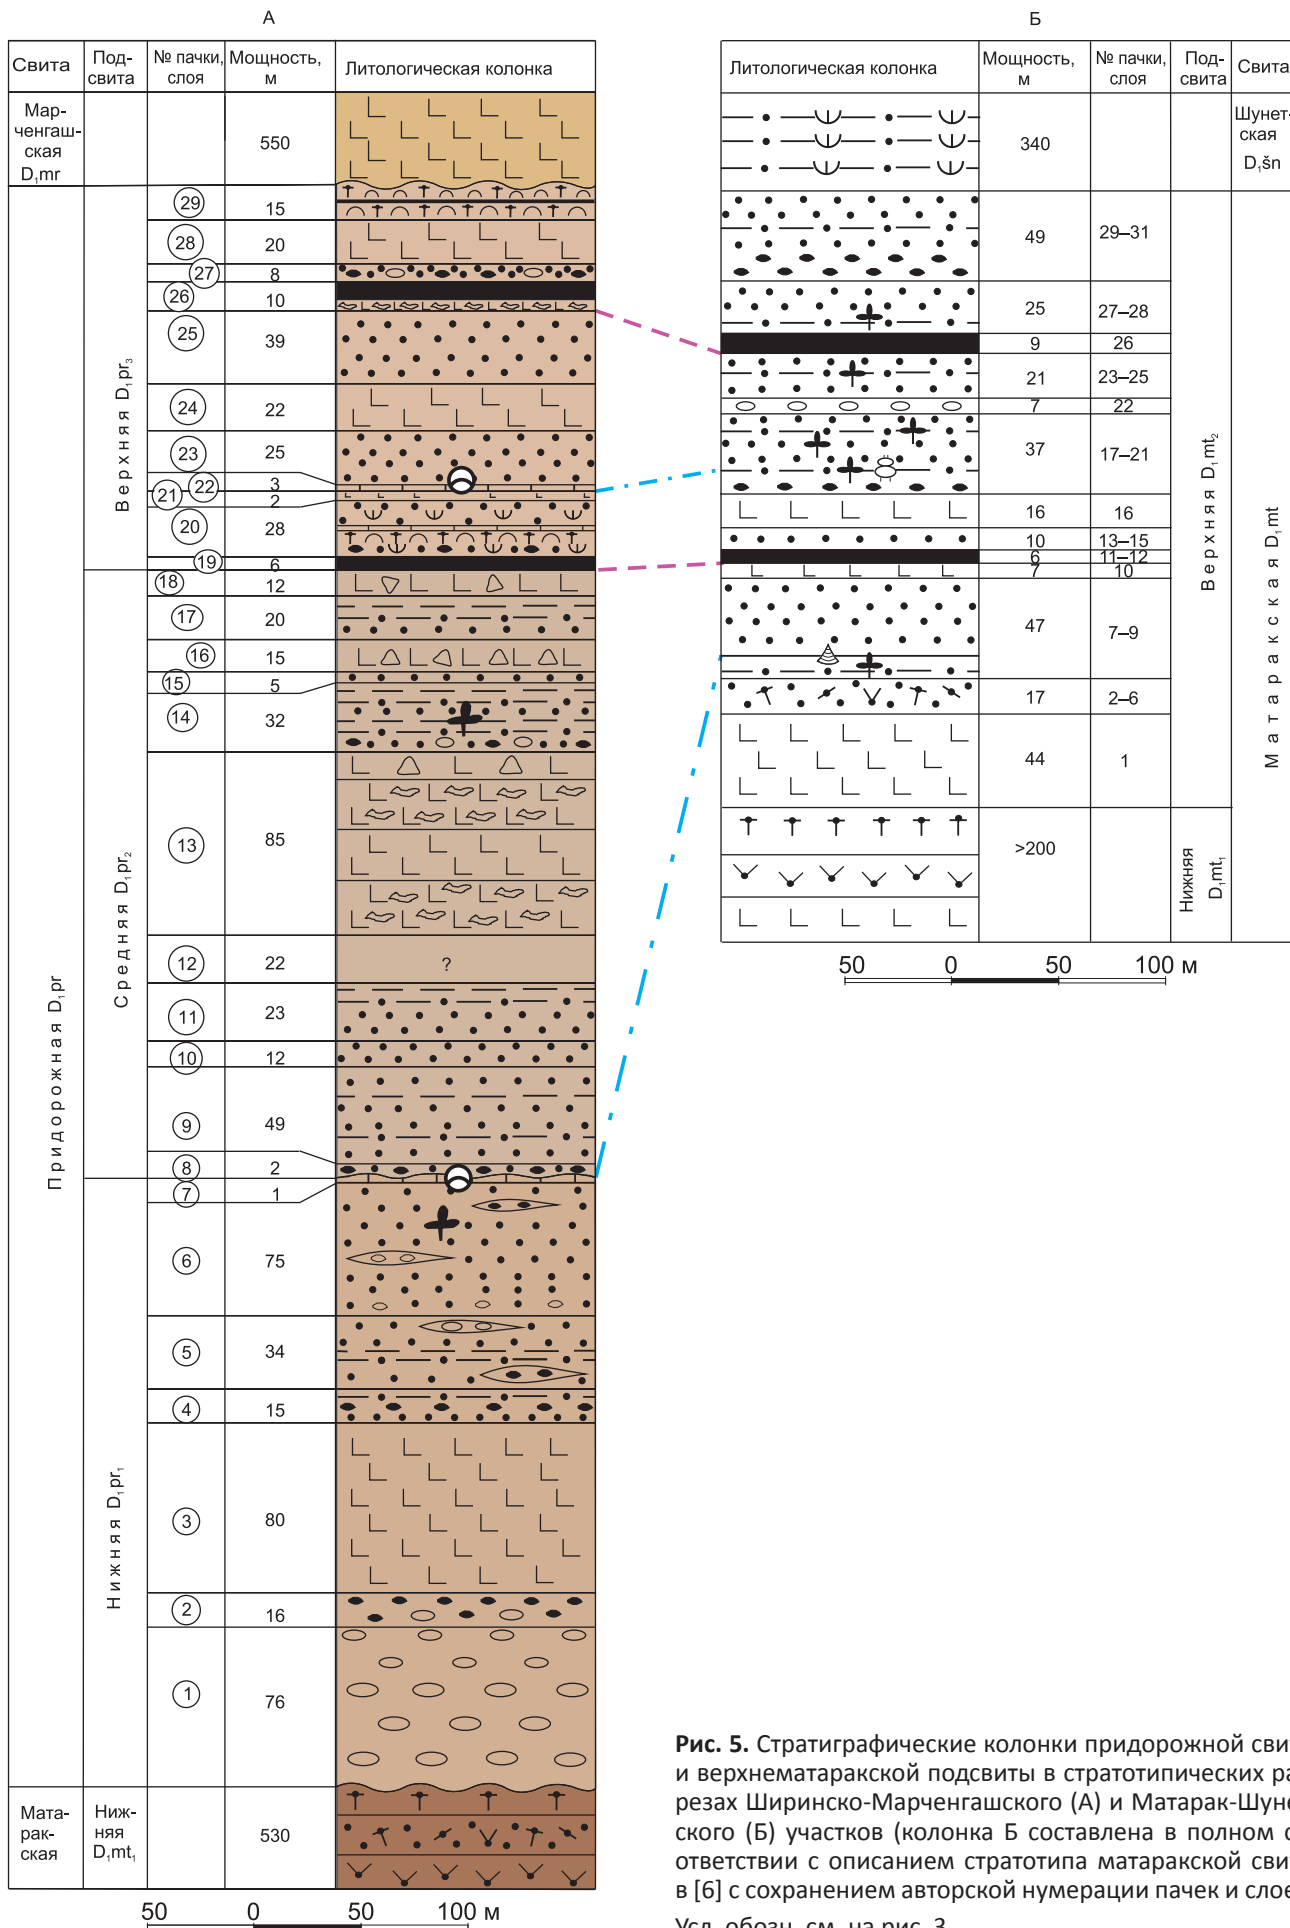 А
Свита
Под-
свита
№ пачки,
слоя
Мощность,
м
Литологическая колонка
Мар-
ченгаш-
ская
D₁mr
550
Верхняя D₁pr₃
29 15
28 20
27 8
26 10
25 39
24 22
23 25
22 3
21 2
20 28
19 6
Придорожная D₁pr
Средняя D₁pr₂
18 12
17 20
16 15
15 5
14 32
13 85
12 22 ?
11 23
10 12
9 49
8 2
Нижняя D₁pr₁
7 1
6 75
5 34
4 15
3 80
2 16
1 76
Мата-
рак-
ская
Ниж-
няя
D₁mt₁
530
50 0 50 100 м
Б
Литологическая колонка
Мощность,
м
№ пачки,
слоя
Под-
свита
Свита
340
Шунет-
ская
D₁šn
49 29–31
25 27–28
9 26
21 23–25
7 22
37 17–21
16 16
10 13–15
6 11–12
7 10
47 7–9
17 2–6
44 1
Верхняя D₁mt₂
Матаракская D₁mt
>200
Нижняя
D₁mt₁
50 0 50 100 м
Рис. 5. Стратиграфические колонки придорожной сви
и верхнематаракской подсвиты в стратотипических ра
резах Ширинско-Марченгашского (А) и Матарак-Шуне
ского (Б) участков (колонка Б составлена в полном с
ответствии с описанием стратотипа матаракской сви
в [6] с сохранением авторской нумерации пачек и слое
Усл. обозн. см. на рис. 3